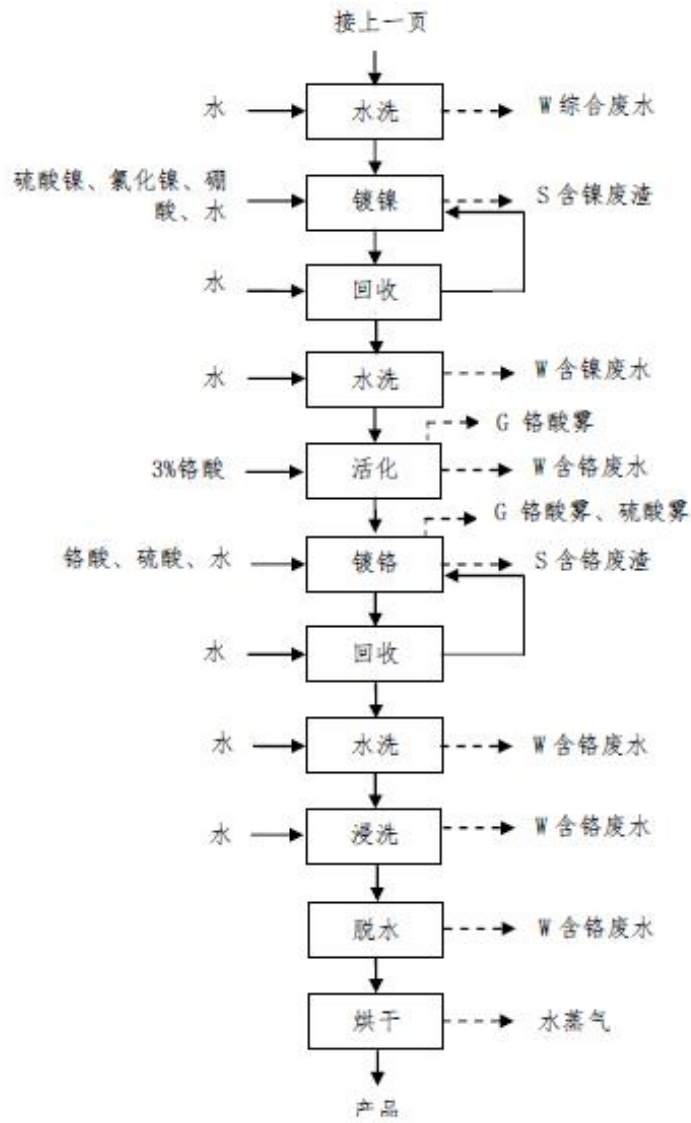 接上一页
水
水洗
W 综合废水
硫酸镍、氯化镍、硼
酸、水
镀镍
S 含镍废渣
水
回收
水
水洗
W 含镍废水
G 铬酸雾
3%铬酸
活化
W 含铬废水
G 铬酸雾、硫酸雾
铬酸、硫酸、水
镀铬
S 含铬废渣
水
回收
水
水洗
W 含铬废水
水
浸洗
W 含铬废水
脱水
W 含铬废水
烘干
水蒸气
产品